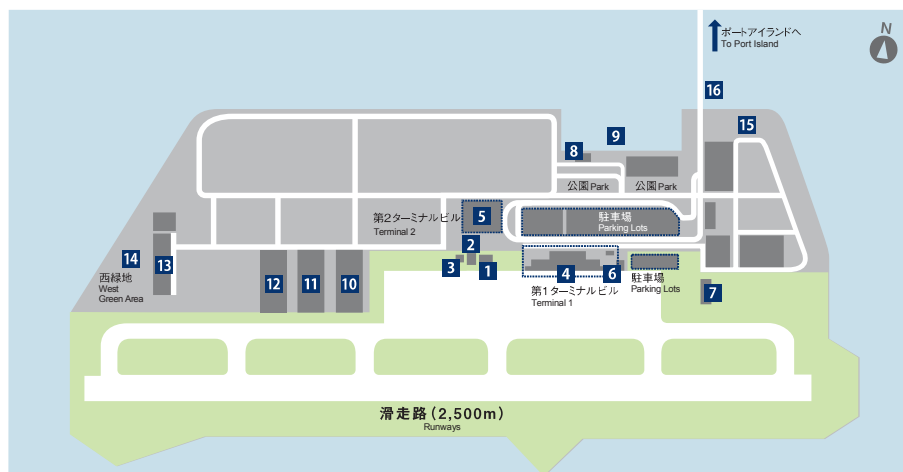 N
ポートアイランドへ
To Port Island
16
15
9
8
公園 Park
公園 Park
第2ターミナルビル
Terminal 2
5
駐車場
Parking Lots
2
3
1
4
6
第1ターミナルビル
Terminal 1
駐車場
Parking Lots
7
14
西緑地
West
Green Area
13
12
11
10
滑走路(2,500m)
Runways